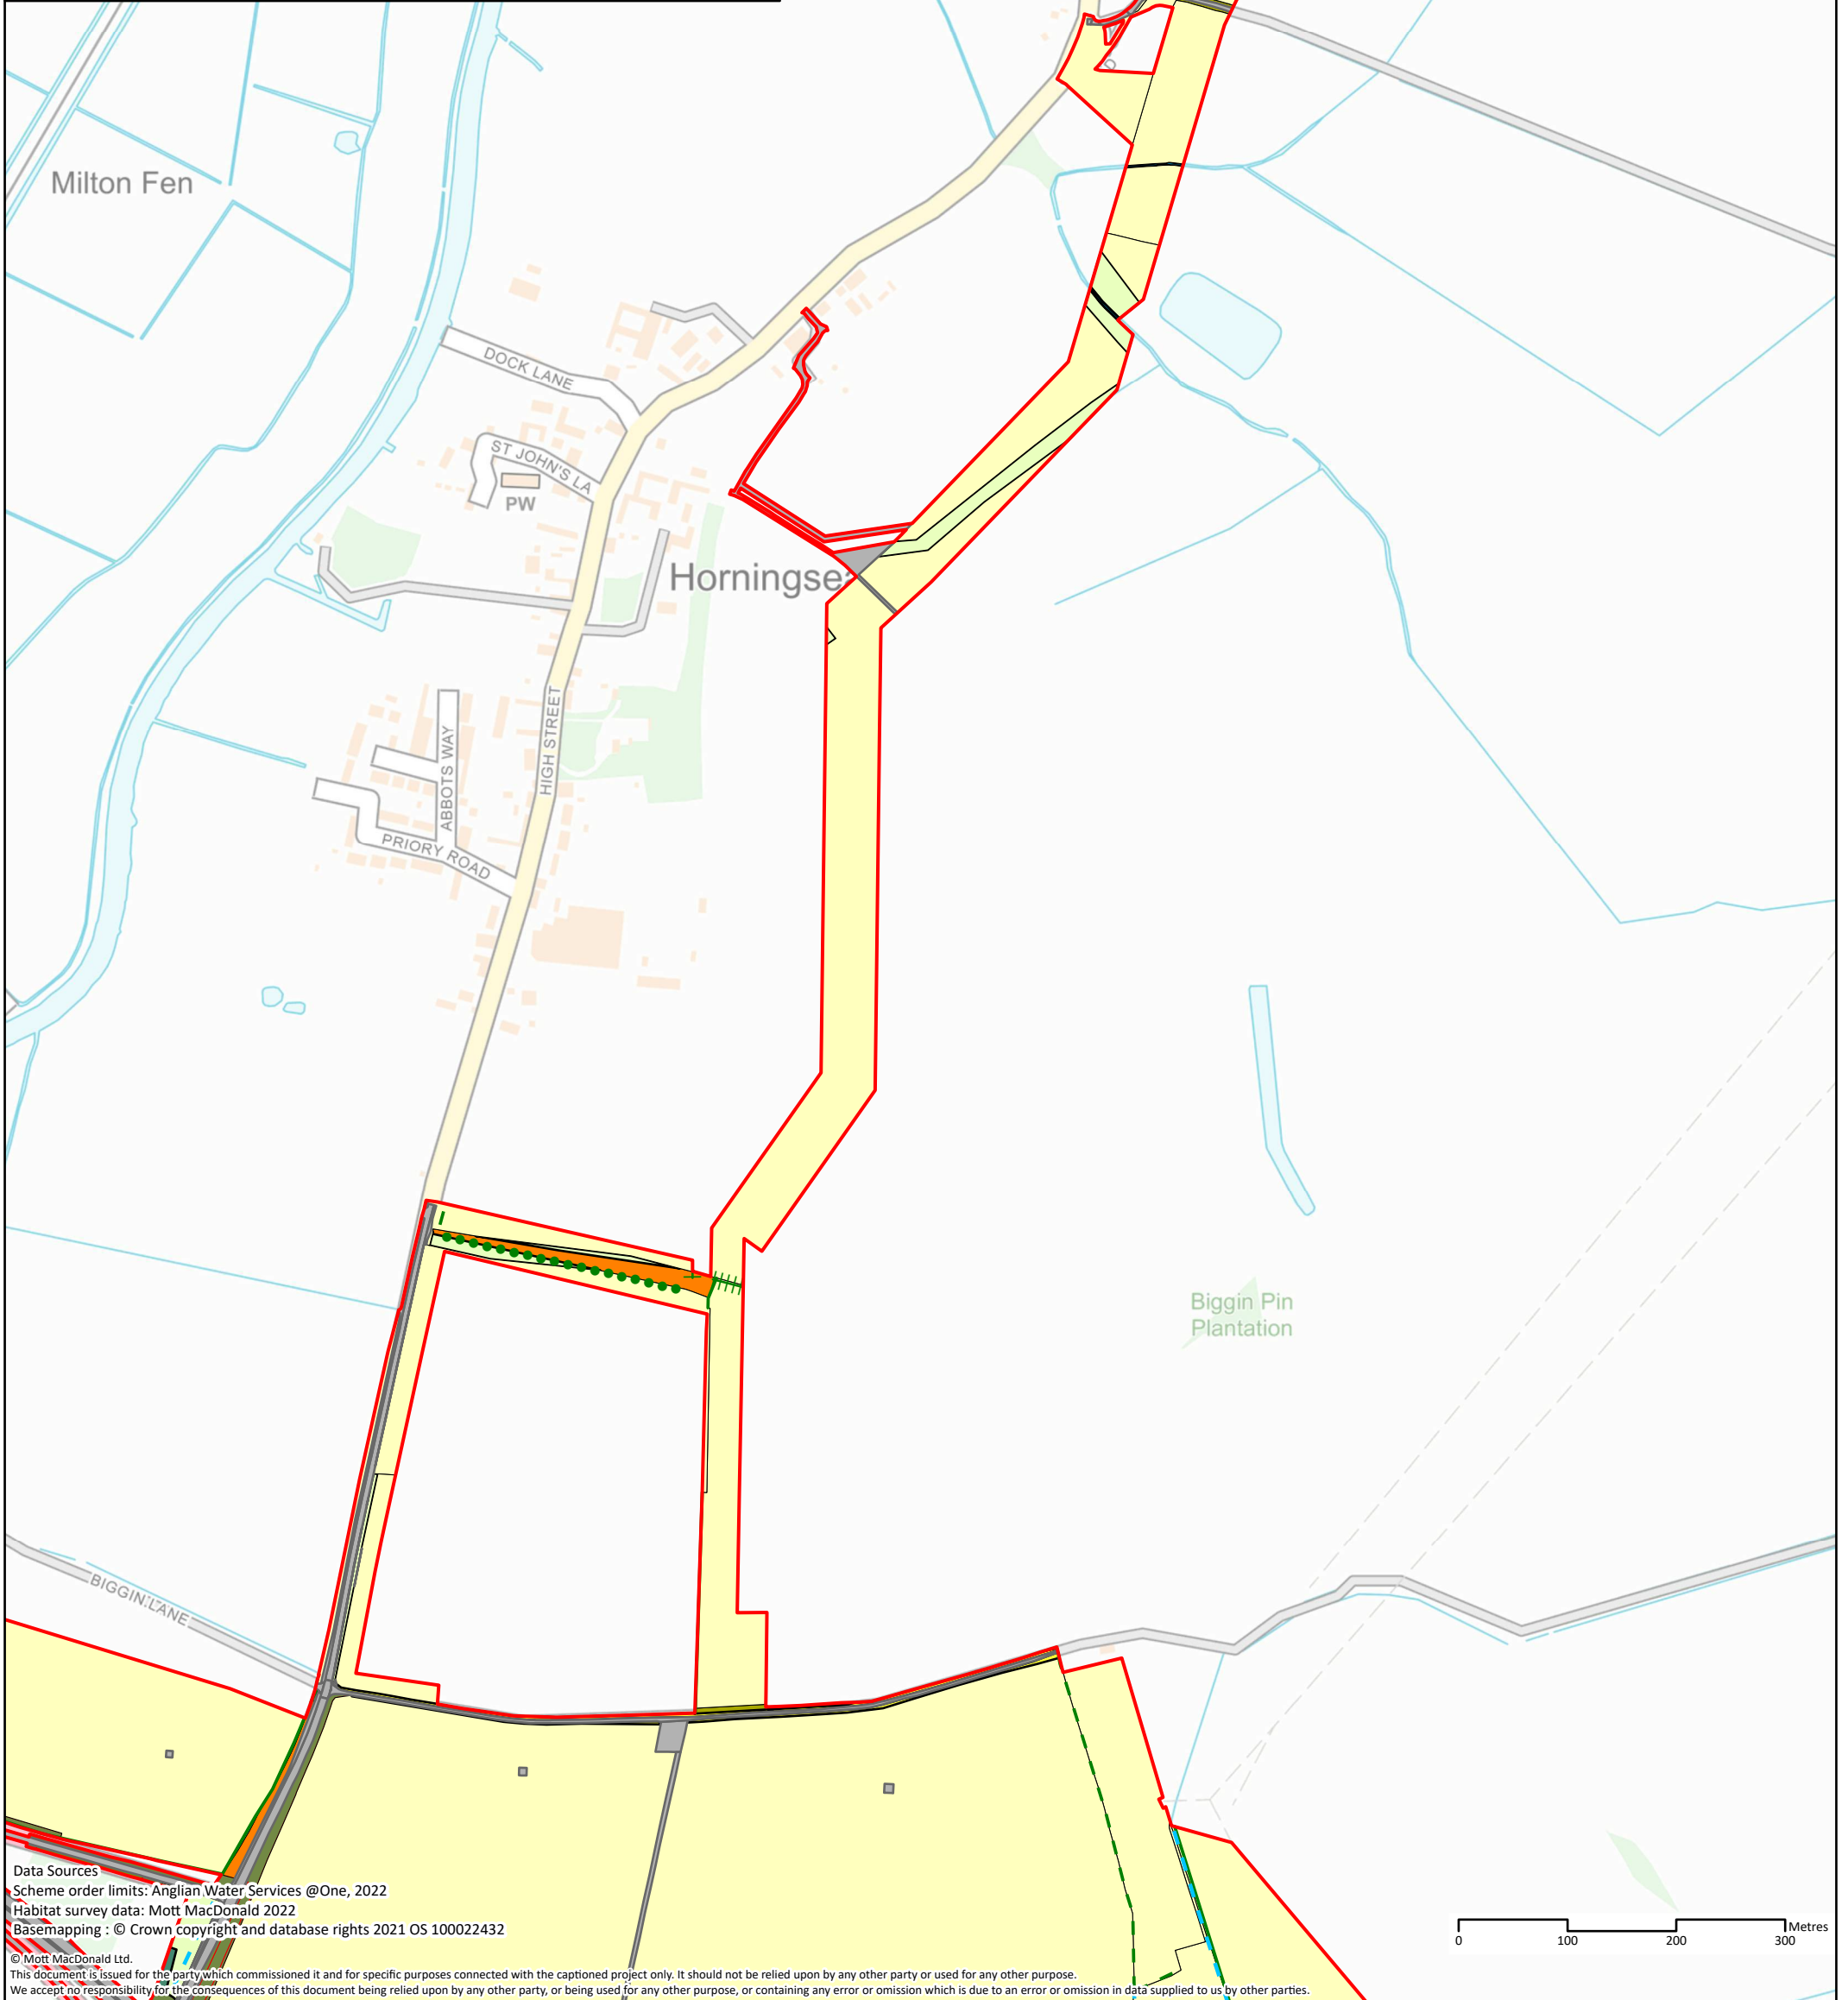 Milton Fen
DOCK LANE
ST JOHN'S LA
PW
Horningsea
HIGH STREET
ABBOTS WAY
PRIORY ROAD
Biggin Pin
Plantation
BIGGIN LANE
Data Sources
Scheme order limits: Anglian Water Services @One, 2022
Habitat survey data: Mott MacDonald 2022
Basemapping : © Crown copyright and database rights 2021 OS 100022432
Metres
0 100 200 300
© Mott MacDonald Ltd.
This document is issued for the party which commissioned it and for specific purposes connected with the captioned project only. It should not be relied upon by any other party or used for any other purpose.
We accept no responsibility for the consequences of this document being relied upon by any other party, or being used for any other purpose, or containing any error or omission which is due to an error or omission in data supplied to us by other parties.